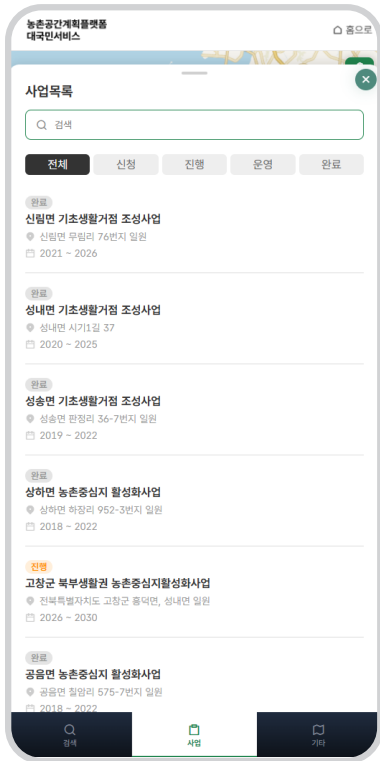 농촌공간계획플랫폼
대국민서비스
홈으로
사업목록
검색
전체 신청 진행 운영 완료
완료
신림면 기초생활거점 조성사업
신림면 무림리 76번지 일원
2021 ~ 2026
완료
성내면 기초생활거점 조성사업
성내면 시기1길 37
2020 ~ 2025
완료
성송면 기초생활거점 조성사업
성송면 판정리 36-7번지 일원
2019 ~ 2022
완료
상하면 농촌중심지 활성화사업
상하면 하장리 952-3번지 일원
2018 ~ 2022
진행
고창군 북부생활권 농촌중심지활성화사업
전북특별자치도 고창군 흥덕면, 성내면 일원
2026 ~ 2030
완료
공음면 농촌중심지 활성화사업
공음면 칠암리 575-7번지 일원
2018 ~ 2022
검색 사업 기타